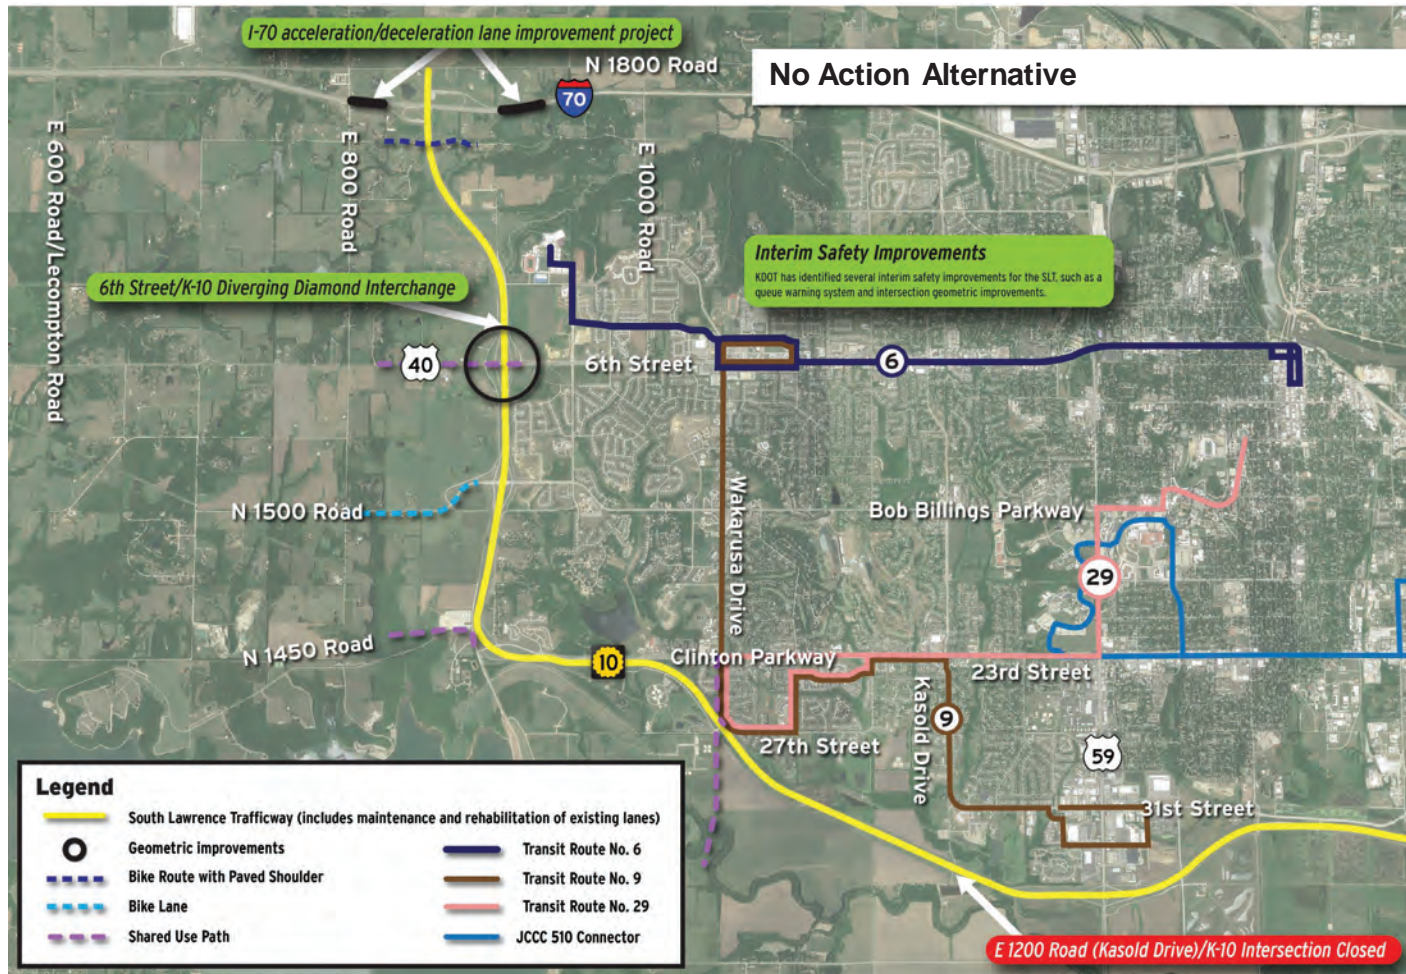 I-70 acceleration/deceleration lane improvement project
N 1800 Road
No Action Alternative
70
E 600 Road/Lecompton Road
E 800 Road
E 1000 Road
Interim Safety Improvements
KDOT has identified several interim safety improvements for the SLT, such as a
queue warning system and intersection geometric improvements.
6th Street/K-10 Diverging Diamond Interchange
40
6th Street
6
N 1500 Road
Wakarusa Drive
Bob Billings Parkway
29
N 1450 Road
10
Clinton Parkway
23rd Street
Kasold Drive
9
27th Street
59
31st Street
Legend
South Lawrence Trafficway (includes maintenance and rehabilitation of existing lanes)
Geometric improvements
Transit Route No. 6
Bike Route with Paved Shoulder
Transit Route No. 9
Bike Lane
Transit Route No. 29
Shared Use Path
JCCC 510 Connector
E 1200 Road (Kasold Drive)/K-10 Intersection Closed